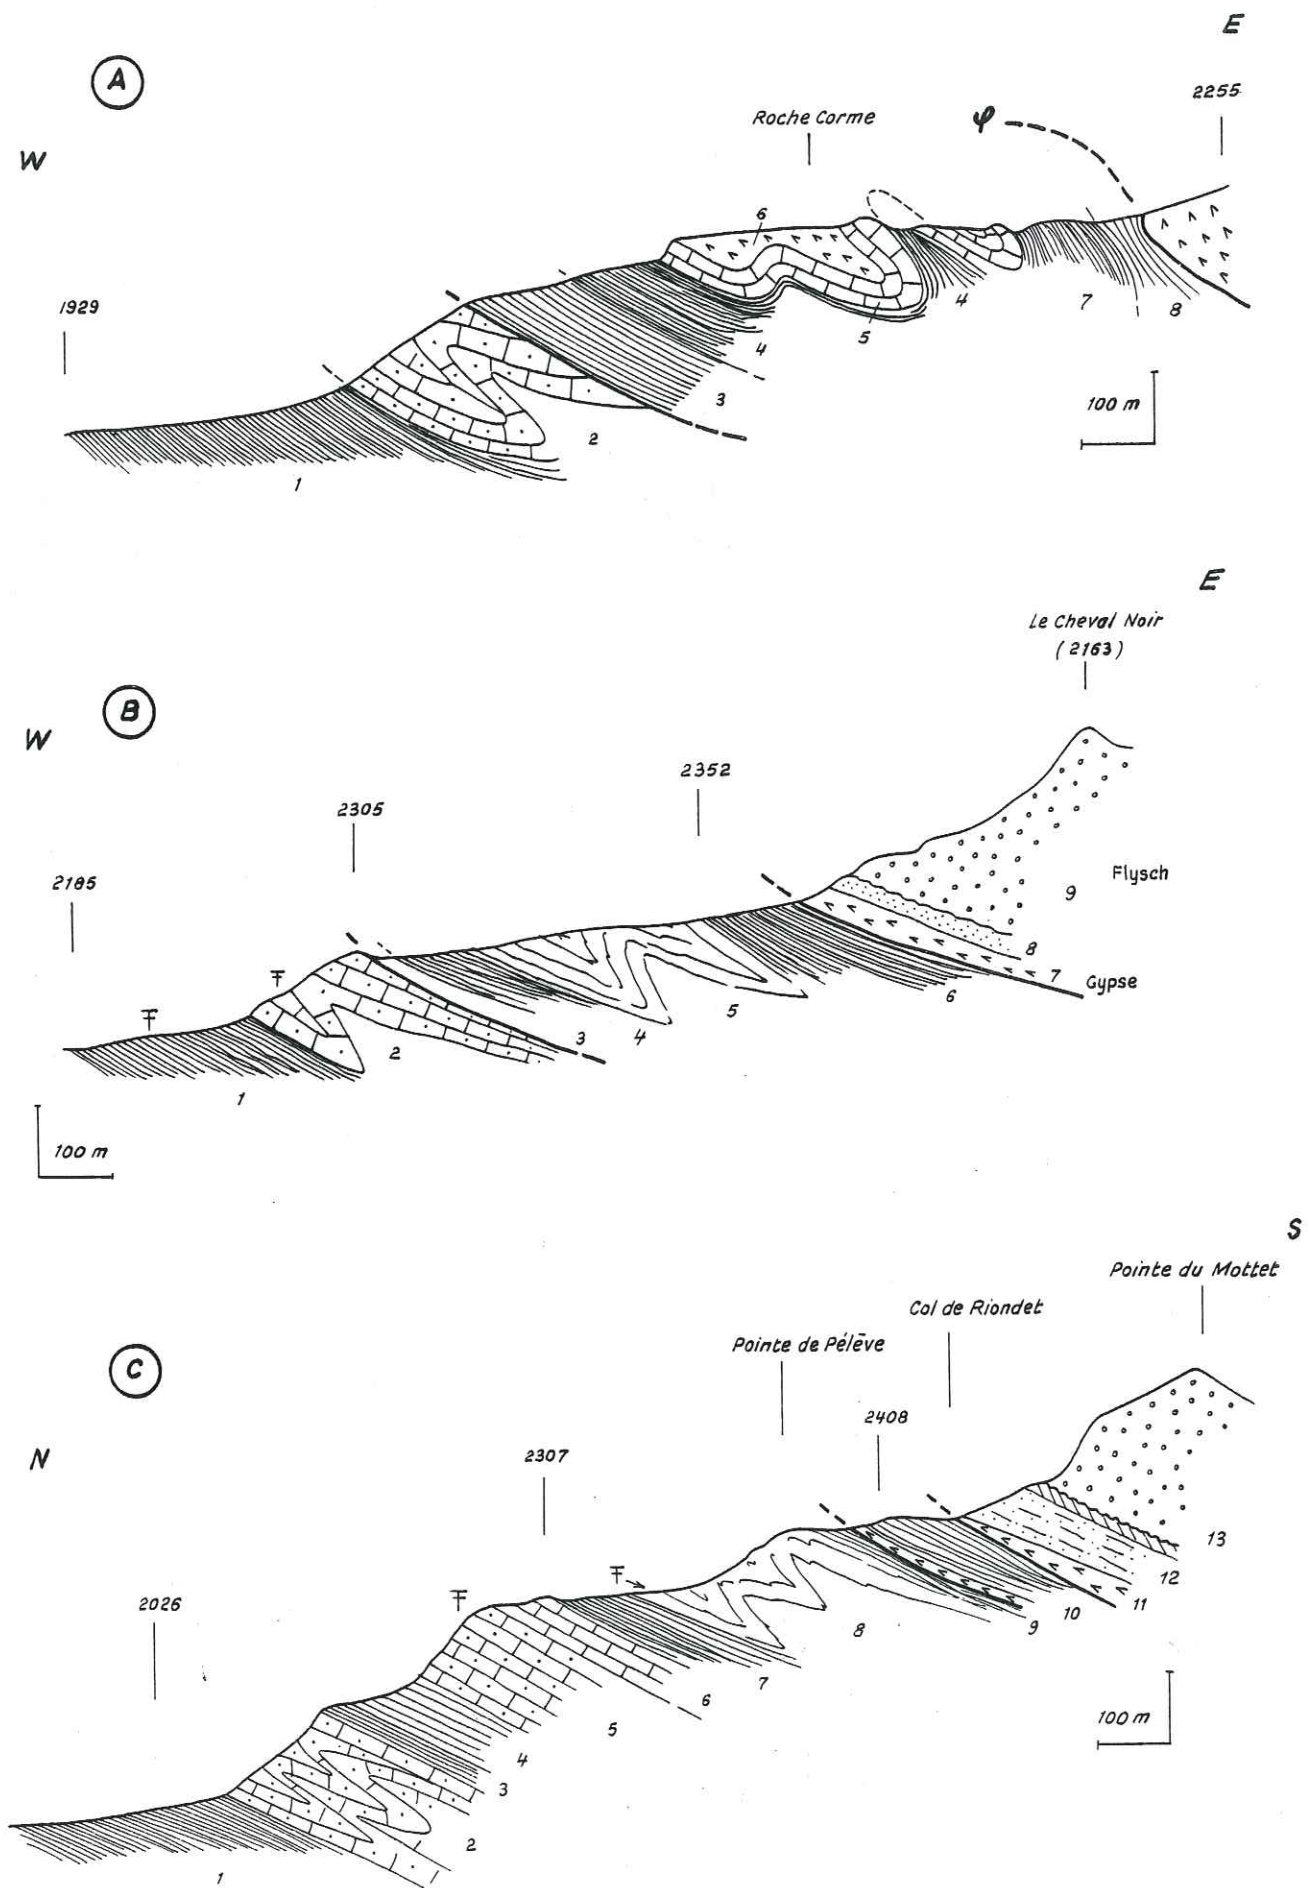 E
A
2255
Roche Corme
φ
W
6
1929
4
7
8
5
4
3
100 m
2
1
E
Le Cheval Noir
(2163)
B
W
2352
2305
2185
9
Flysch
8
7
Gypse
6
5
4
3
2
1
100 m
S
Pointe du Mottet
Col de Riondet
Pointe de Pélève
C
2408
N
2307
13
2026
12
11
10
9
8
7
6
5
100 m
4
3
2
1